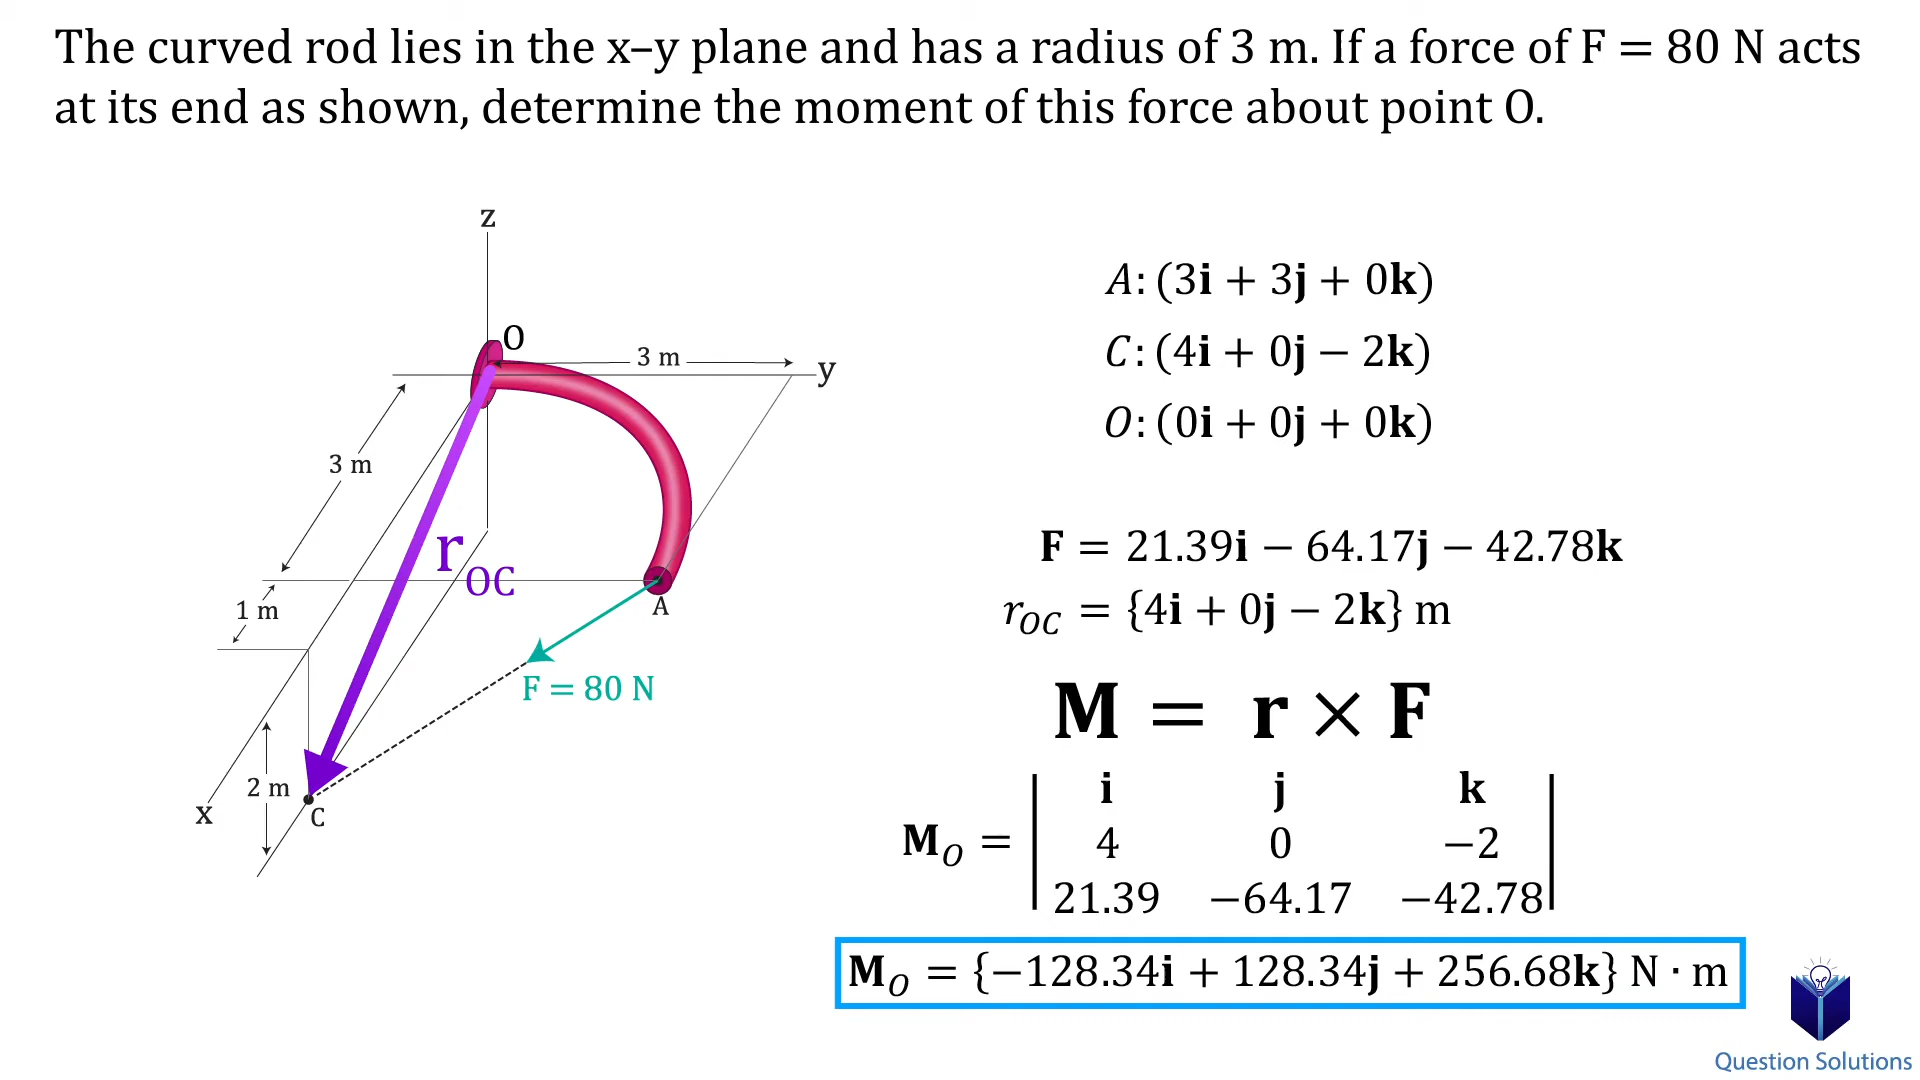 The curved rod lies in the x–y plane and has a radius of 3 m. If a force of F = 80 N acts
at its end as shown, determine the moment of this force about point O.
z
O
3 m
y
3 m
r
OC
1 m
A
F = 80 N
2 m
x
C
A: (3i + 3j + 0k)
C: (4i + 0j − 2k)
O: (0i + 0j + 0k)
F = 21.39i − 64.17j − 42.78k
r_OC = {4i + 0j − 2k} m
M = r × F
i j k
M_O = 4 0 −2
21.39 −64.17 −42.78
M_O = {−128.34i + 128.34j + 256.68k} N · m
Question Solutions